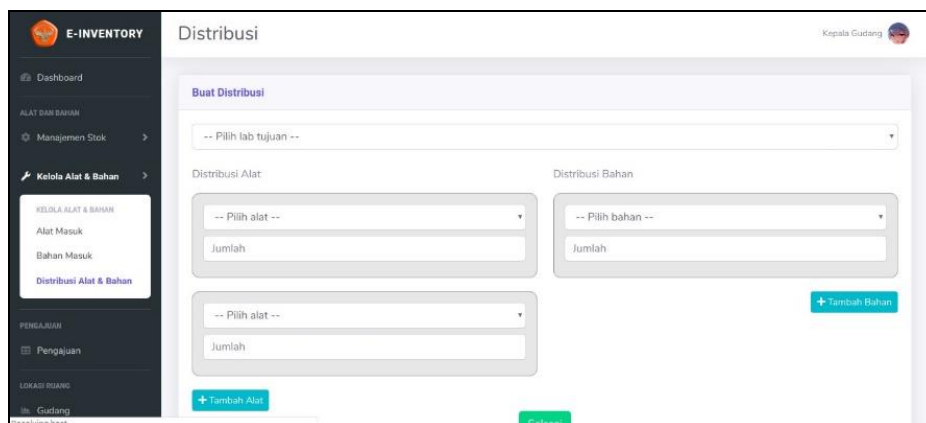 E-INVENTORY
Distribusi
Kepala Gudang
Dashboard
ALAT DAN BAHAN
Manajemen Stok
Kelola Alat & Bahan
KELOLA ALAT & BAHAN
Alat Masuk
Bahan Masuk
Distribusi Alat & Bahan
PENGAJUAN
Pengajuan
LOKASI RUANG
Gudang
Buat Distribusi
-- Pilih lab tujuan --
Distribusi Alat
-- Pilih alat --
Jumlah
-- Pilih alat --
Jumlah
+ Tambah Alat
Distribusi Bahan
-- Pilih bahan --
Jumlah
+ Tambah Bahan